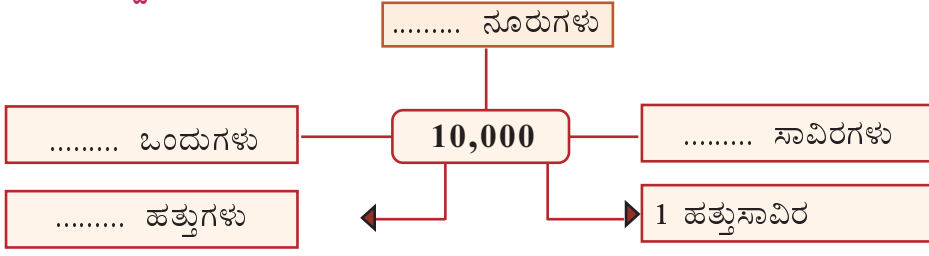 ......... ನೂರುಗಳು
......... ಒಂದುಗಳು
10,000
......... ಸಾವಿರಗಳು
......... ಹತ್ತುಗಳು
1 ಹತ್ತುಸಾವಿರ